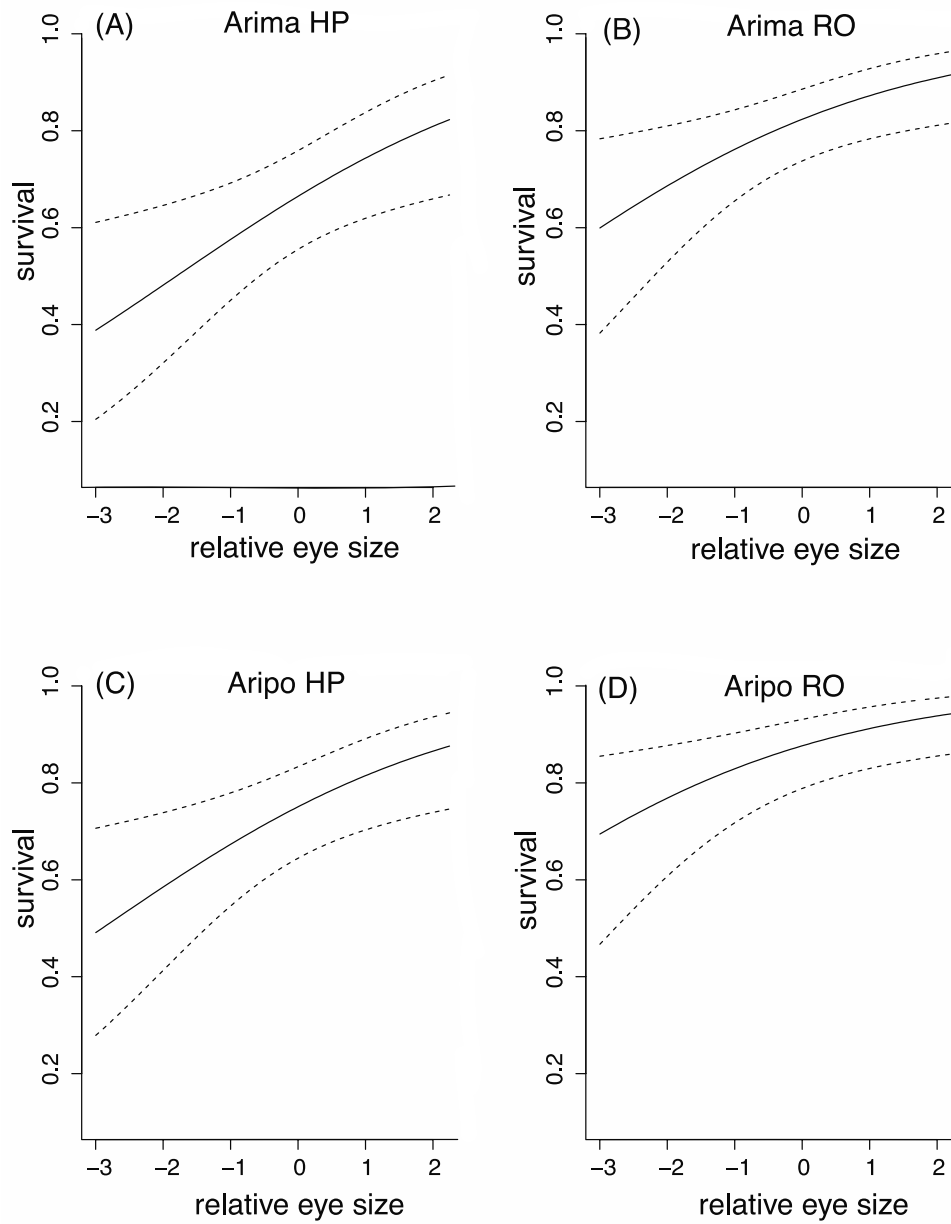 (A) Arima HP
1.0
0.8
0.6
0.4
0.2
survival
−3 −2 −1 0 1 2
relative eye size
(B) Arima RO
1.0
0.8
0.6
0.4
0.2
survival
−3 −2 −1 0 1 2
relative eye size
(C) Aripo HP
1.0
0.8
0.6
0.4
0.2
survival
−3 −2 −1 0 1 2
relative eye size
(D) Aripo RO
1.0
0.8
0.6
0.4
0.2
survival
−3 −2 −1 0 1 2
relative eye size